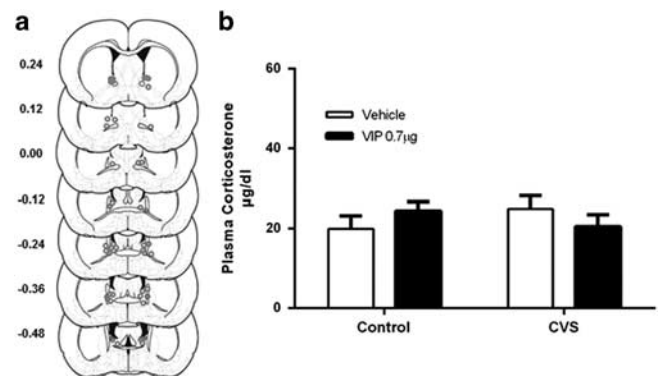 a
0.24
0.12
0.00
-0.12
-0.24
-0.36
-0.48
b
Plasma Corticosterone
µg/dl
60
40
20
0
Vehicle
VIP 0.7µg
Control
CVS